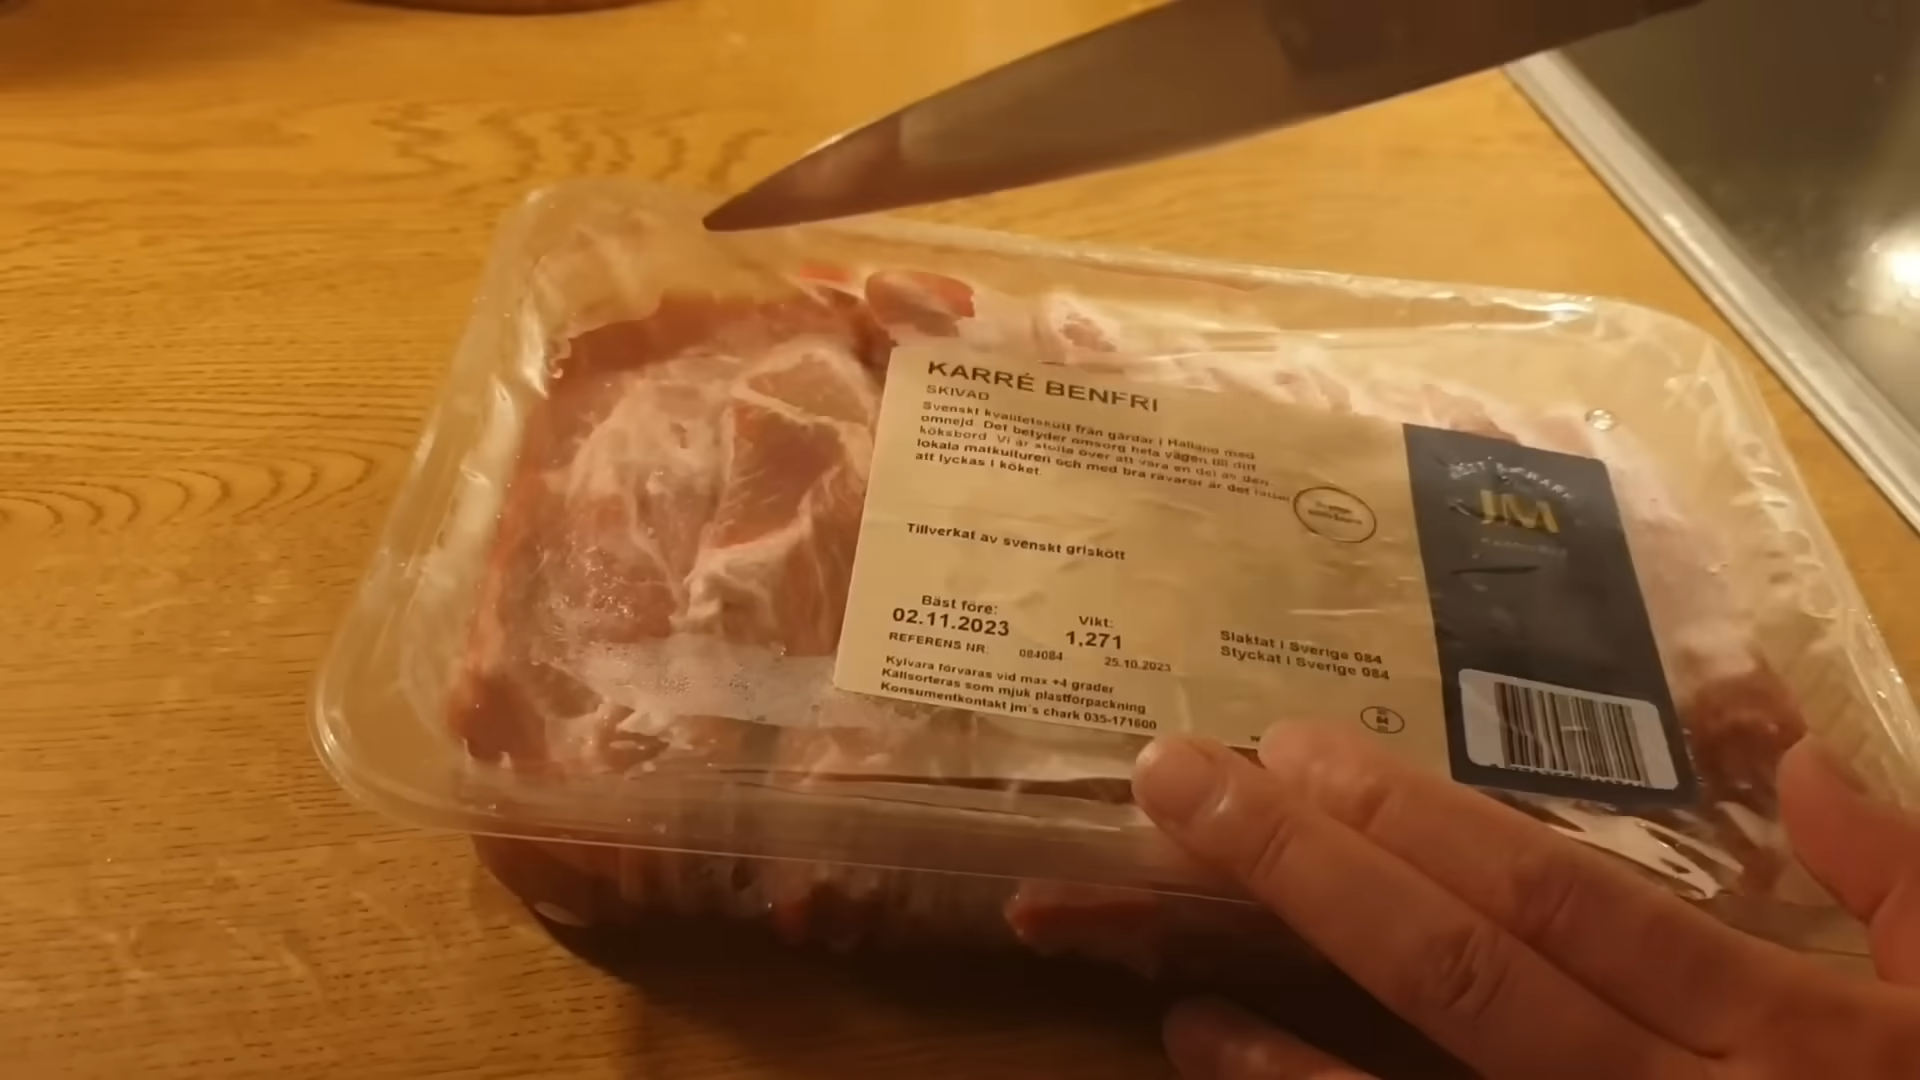 KARRÉ BENFRI
SKIVAD
Svenskt kvalitetskött från gårdar i Halland med
omnejd. Det betyder omsorg hela vägen till ditt
köksbord. Vi är stolta över att vara en del av den
lokala matkulturen och med bra råvaror är det lättare
att lyckas i köket.
Tillverkat av svenskt griskött
Bäst före:
02.11.2023
Vikt:
1,271
REFERENS NR: 084084 25.10.2023
Slaktat i Sverige 084
Styckat i Sverige 084
Kylvara förvaras vid max +4 grader
Källsorteras som mjuk plastförpackning
Konsumentkontakt jm´s chark 035-171600
JM
84